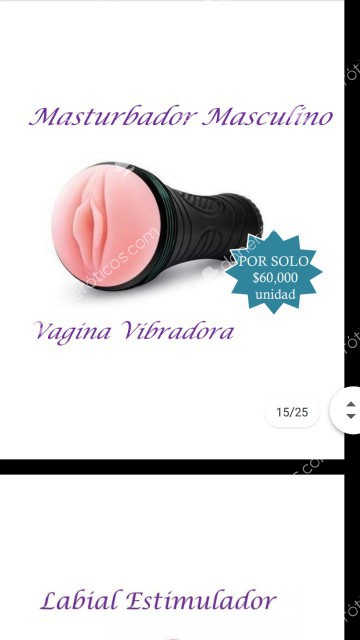 Masturbador Masculino
POR SOLO
$60,000
unidad
Vagina Vibradora
15/25
Labial Estimulador